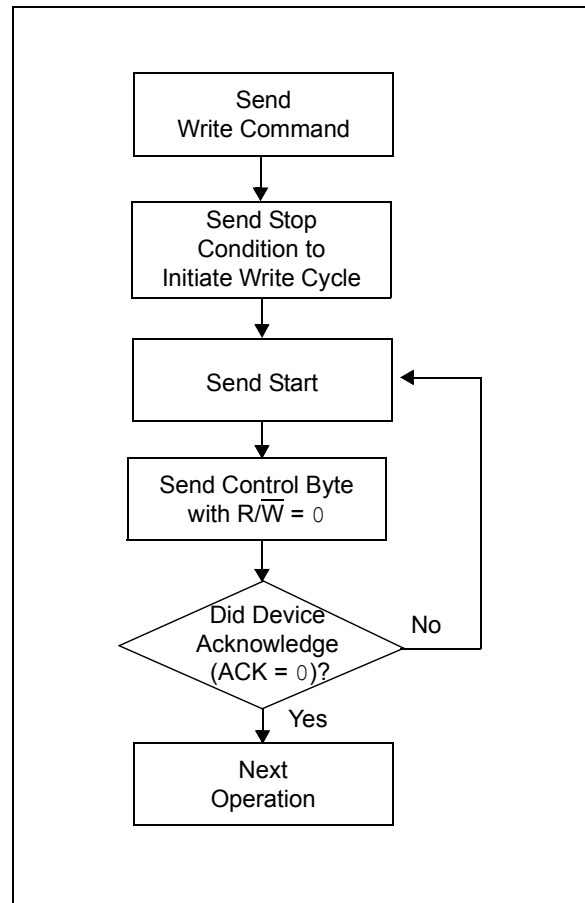 Send
Write Command
Send Stop
Condition to
Initiate Write Cycle
Send Start
Send Control Byte
with R/W̅ = 0
Did Device
Acknowledge
(ACK = 0)?
No
Yes
Next
Operation